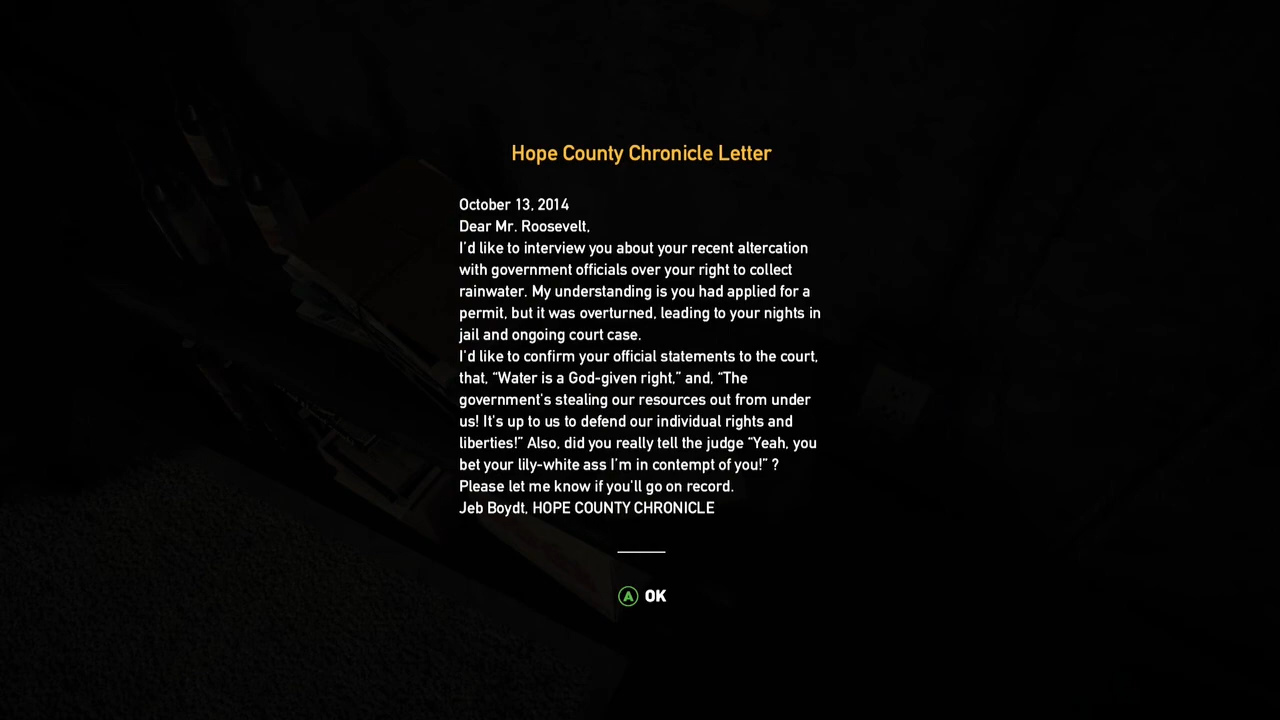 Hope County Chronicle Letter
October 13, 2014
Dear Mr. Roosevelt,
I'd like to interview you about your recent altercation
with government officials over your right to collect
rainwater. My understanding is you had applied for a
permit, but it was overturned, leading to your nights in
jail and ongoing court case.
I'd like to confirm your official statements to the court,
that, “Water is a God-given right,” and, “The
government's stealing our resources out from under
us! It's up to us to defend our individual rights and
liberties!” Also, did you really tell the judge “Yeah, you
bet your lily-white ass I'm in contempt of you!” ?
Please let me know if you'll go on record.
Jeb Boydt, HOPE COUNTY CHRONICLE
A OK